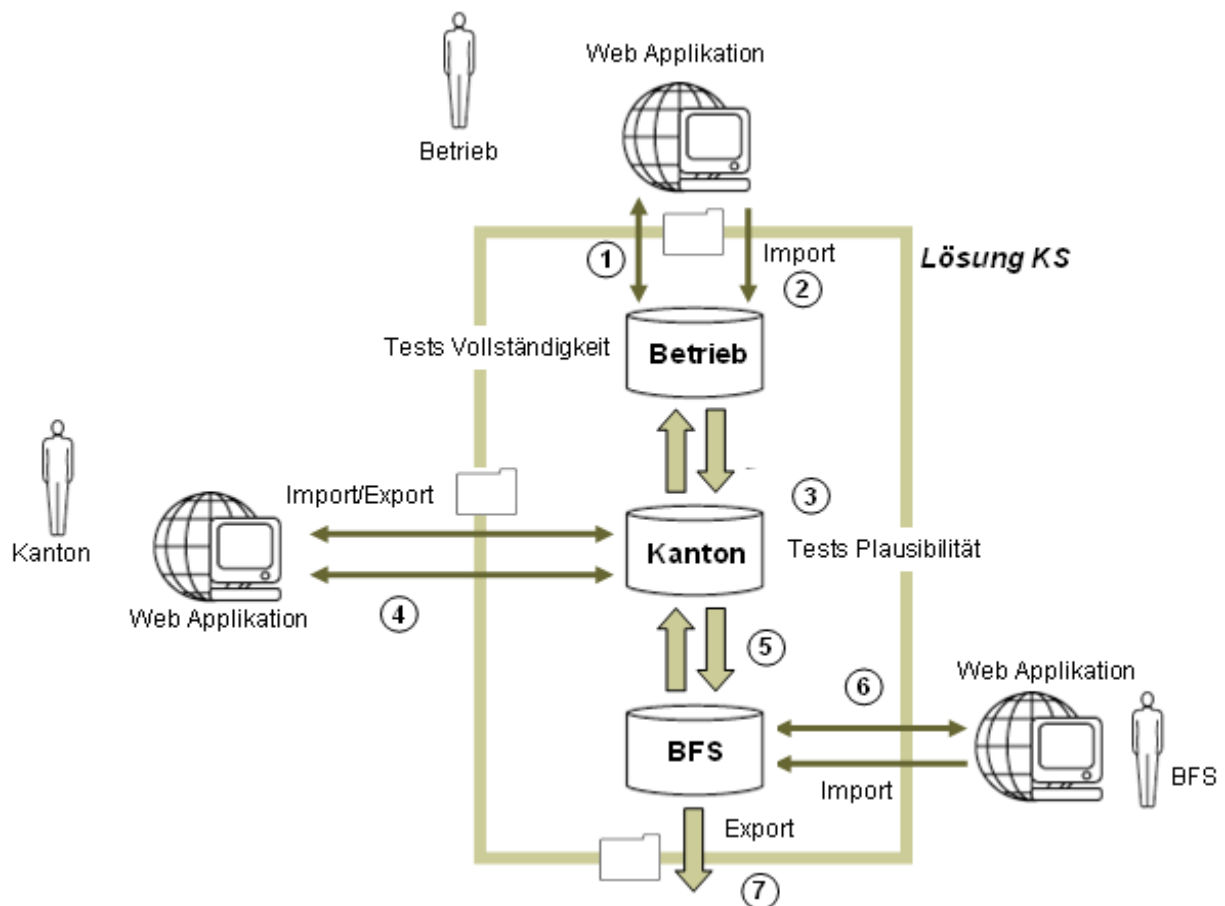 Web Applikation
Betrieb
1
Import
2
Lösung KS
Tests Vollständigkeit
Betrieb
Import/Export
3
Kanton
Kanton
Tests Plausibilität
Web Applikation
4
5
6
Web Applikation
BFS
Import
BFS
Export
7